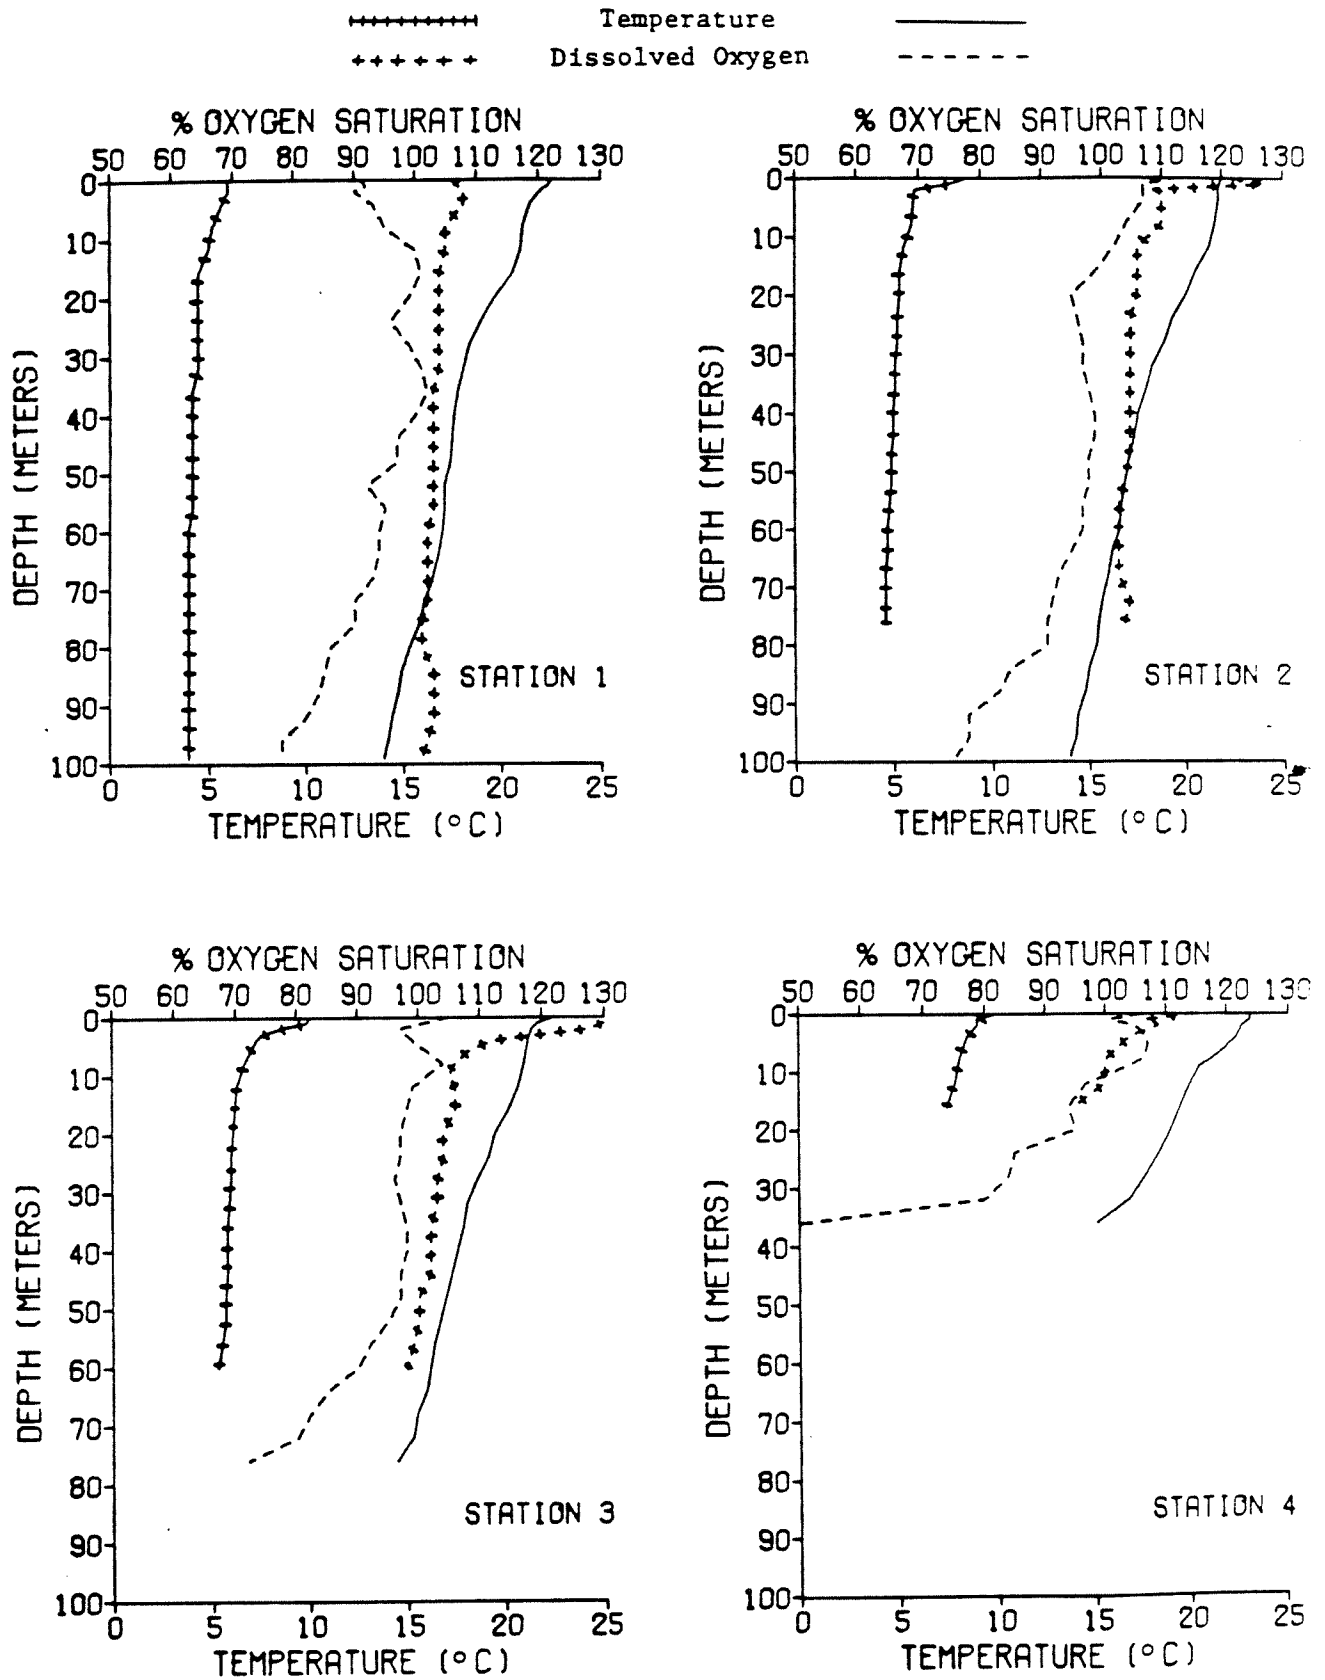 Temperature
Dissolved Oxygen
% OXYGEN SATURATION
50 60 70 80 90 100 110 120 130
0
10
20
30
40
50
60
70
80
90
100
DEPTH (METERS)
STATION 1
0 5 10 15 20 25
TEMPERATURE (°C)
% OXYGEN SATURATION
50 60 70 80 90 100 110 120 130
0
10
20
30
40
50
60
70
80
90
100
DEPTH (METERS)
STATION 2
0 5 10 15 20 25
TEMPERATURE (°C)
% OXYGEN SATURATION
50 60 70 80 90 100 110 120 130
0
10
20
30
40
50
60
70
80
90
100
DEPTH (METERS)
STATION 3
0 5 10 15 20 25
TEMPERATURE (°C)
% OXYGEN SATURATION
50 60 70 80 90 100 110 120 130
0
10
20
30
40
50
60
70
80
90
100
DEPTH (METERS)
STATION 4
0 5 10 15 20 25
TEMPERATURE (°C)